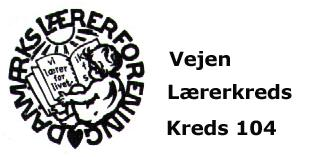 DANMARKS LÆRERFORENING
vi
lærer
for
livet
Vejen
Lærerkreds
Kreds 104